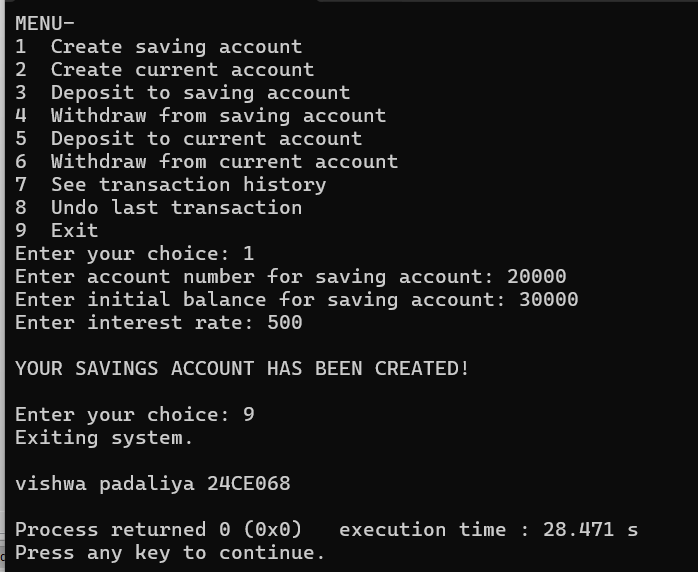 MENU-
1  Create saving account
2  Create current account
3  Deposit to saving account
4  Withdraw from saving account
5  Deposit to current account
6  Withdraw from current account
7  See transaction history
8  Undo last transaction
9  Exit
Enter your choice: 1
Enter account number for saving account: 20000
Enter initial balance for saving account: 30000
Enter interest rate: 500
YOUR SAVINGS ACCOUNT HAS BEEN CREATED!
Enter your choice: 9
Exiting system.
vishwa padaliya 24CE068
Process returned 0 (0x0)   execution time : 28.471 s
Press any key to continue.